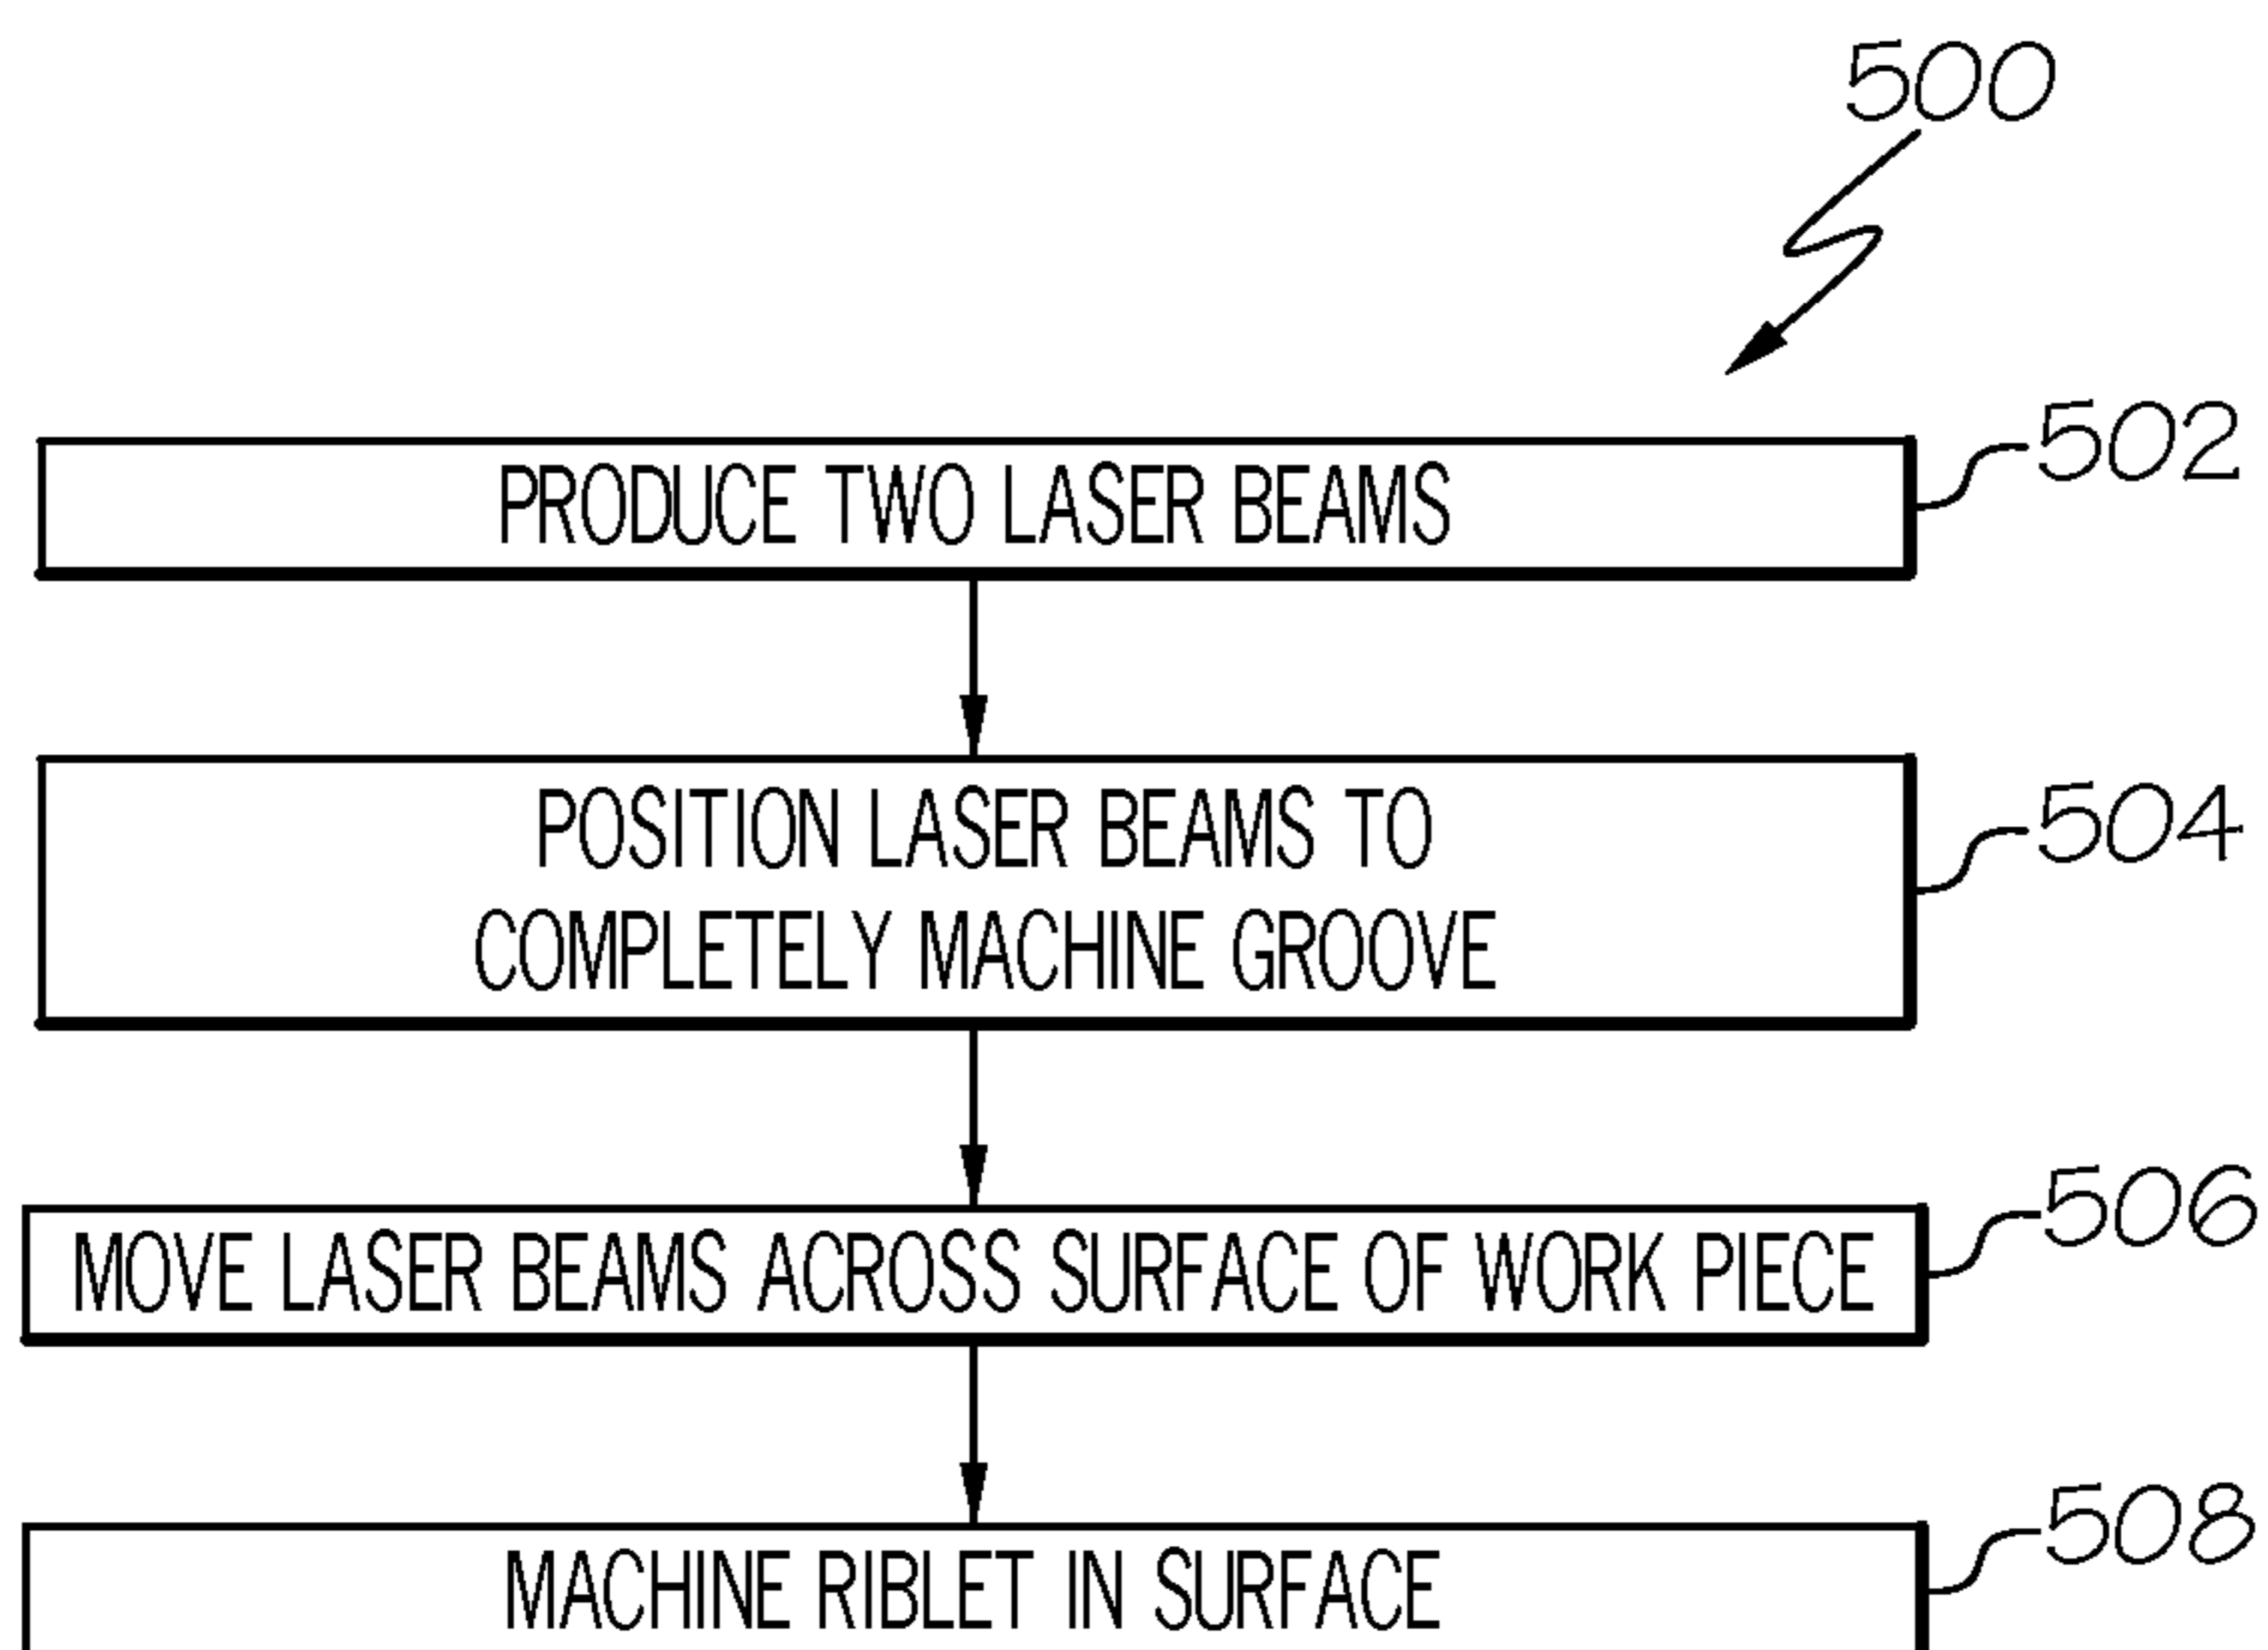 500
PRODUCE TWO LASER BEAMS
502
POSITION LASER BEAMS TO
COMPLETELY MACHINE GROOVE
504
MOVE LASER BEAMS ACROSS SURFACE OF WORK PIECE
506
MACHINE RIBLET IN SURFACE
508